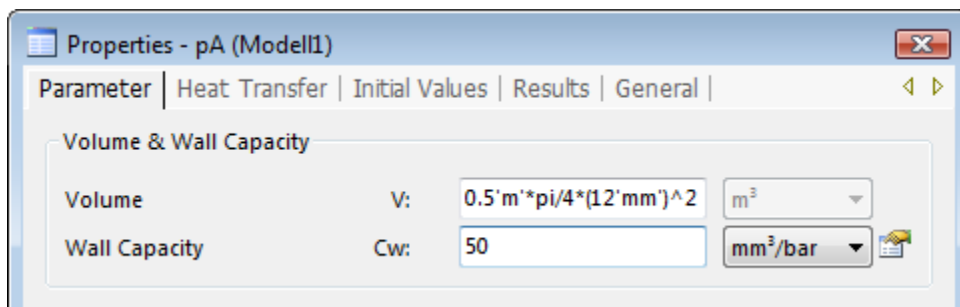 Properties - pA (Modell1)
Parameter | Heat Transfer | Initial Values | Results | General |
Volume & Wall Capacity
Volume V: 0.5'm'*pi/4*(12'mm')^2 m³
Wall Capacity Cw: 50 mm³/bar